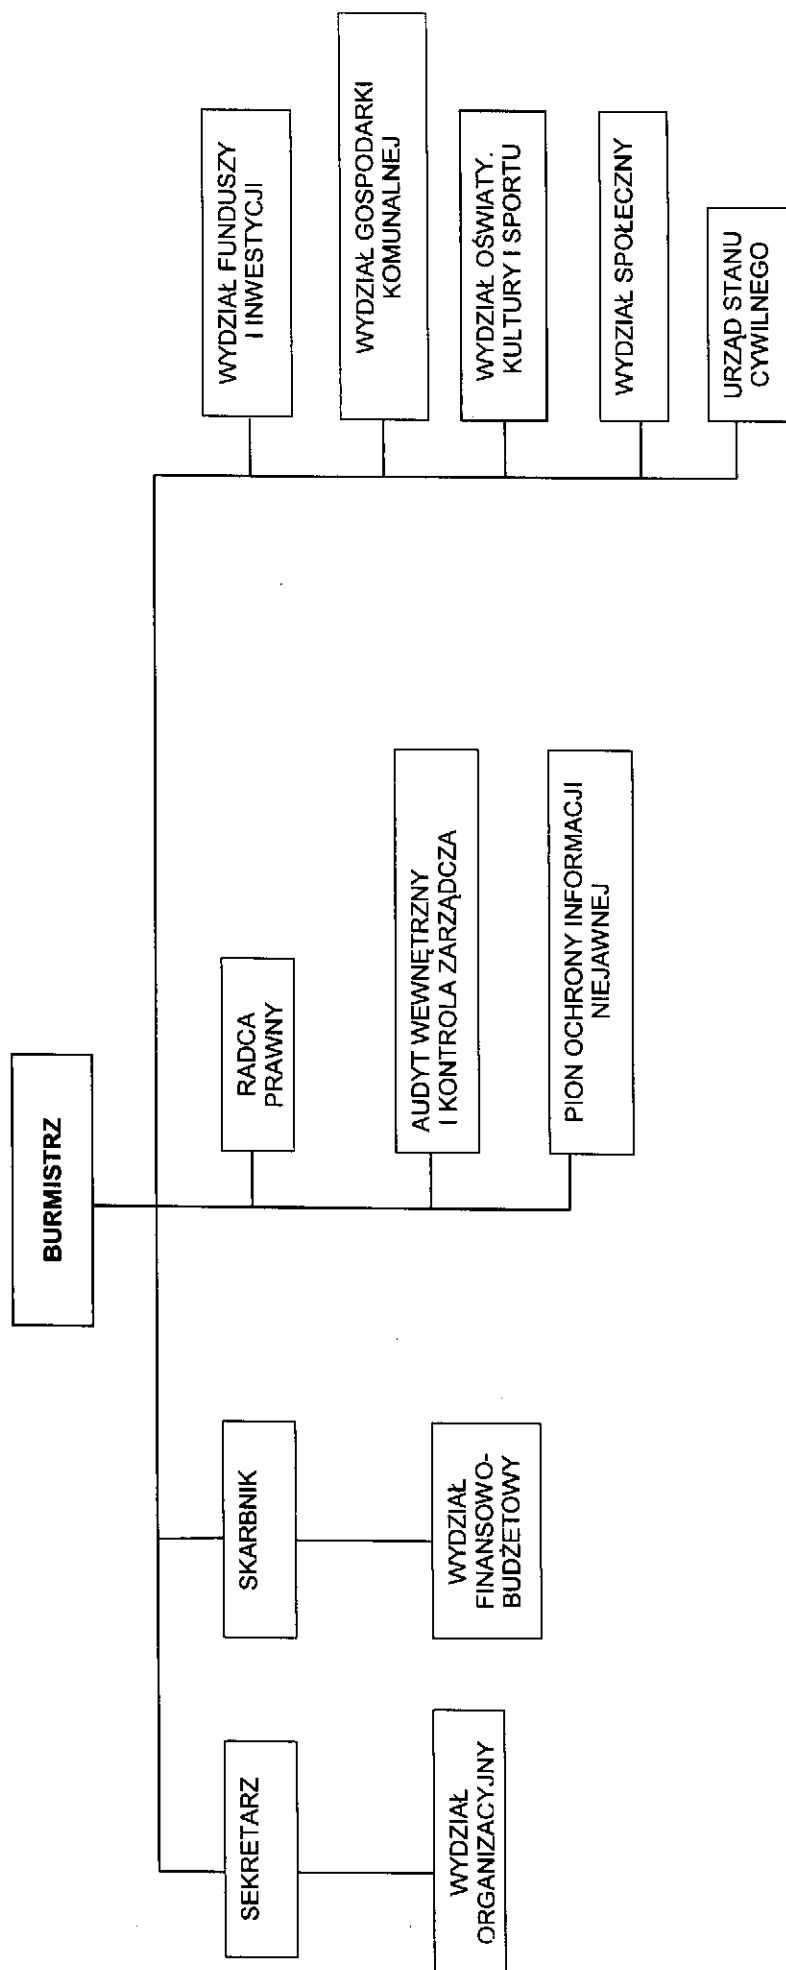 BURMISTRZ
SEKRETARZ
WYDZIAŁ
ORGANIZACYJNY
SKARBNIK
WYDZIAŁ
FINANSOWO-
BUDŻETOWY
RADCA
PRAWNY
AUDYT WEWNĘTRZNY
I KONTROLA ZARZĄDCZA
PION OCHRONY INFORMACJI
NIEJAWNEJ
WYDZIAŁ FUNDUSZY
I INWESTYCJI
WYDZIAŁ GOSPODARKI
KOMUNALNEJ
WYDZIAŁ OŚWIATY.
KULTURY I SPORTU
WYDZIAŁ SPOŁECZNY
URZĄD STANU
CYWILNEGO